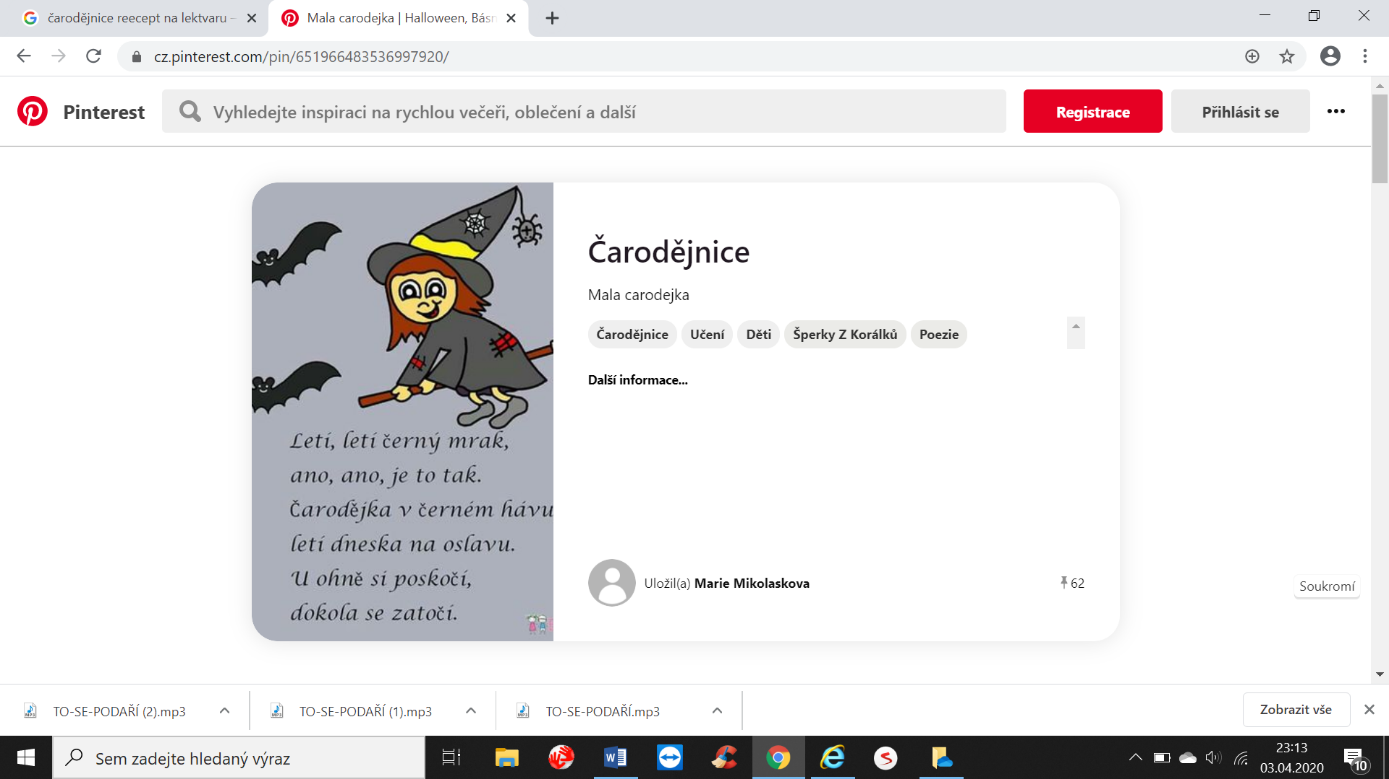 čarodějnice reecept na lektvaru –
Mala carodejka | Halloween, Básn
cz.pinterest.com/pin/651966483536997920/
Pinterest
Vyhledejte inspiraci na rychlou večeři, oblečení a další
Registrace
Přihlásit se
Čarodějnice
Mala carodejka
Čarodějnice Učení Děti Šperky Z Korálků Poezie
Další informace...
Letí, letí černý mrak,
ano, ano, je to tak.
Čarodějka v černém hávu
letí dneska na oslavu.
U ohně si poskočí,
dokola se zatočí.
Uložil(a) Marie Mikolaskova
62
Soukromí
TO-SE-PODAŘÍ (2).mp3
TO-SE-PODAŘÍ (1).mp3
TO-SE-PODAŘÍ.mp3
Zobrazit vše
Sem zadejte hledaný výraz
23:13
03.04.2020
10